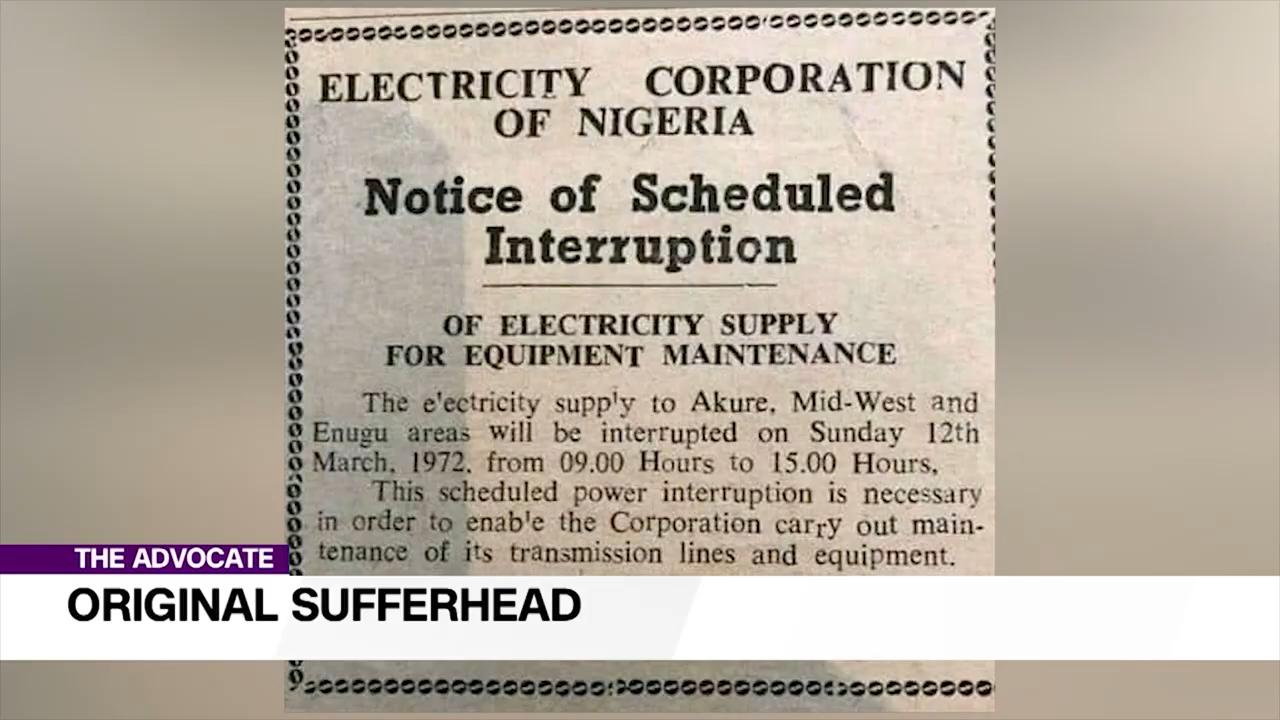 ELECTRICITY CORPORATION
OF NIGERIA
Notice of Scheduled
Interruption
OF ELECTRICITY SUPPLY
FOR EQUIPMENT MAINTENANCE
The e'ectricity supp'y to Akure, Mid-West and
Enugu areas will be interrupted on Sunday 12th
March, 1972, from 09.00 Hours to 15.00 Hours,
This scheduled power interruption is necessary
in order to enab'e the Corporation carry out main-
tenance of its transmission lines and equipment.
THE ADVOCATE
ORIGINAL SUFFERHEAD